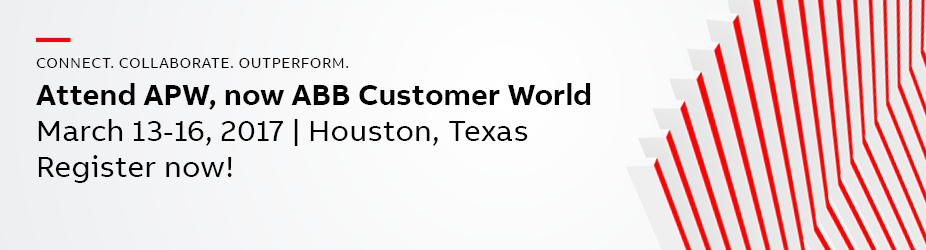 CONNECT. COLLABORATE. OUTPERFORM.
Attend APW, now ABB Customer World
March 13-16, 2017 | Houston, Texas
Register now!